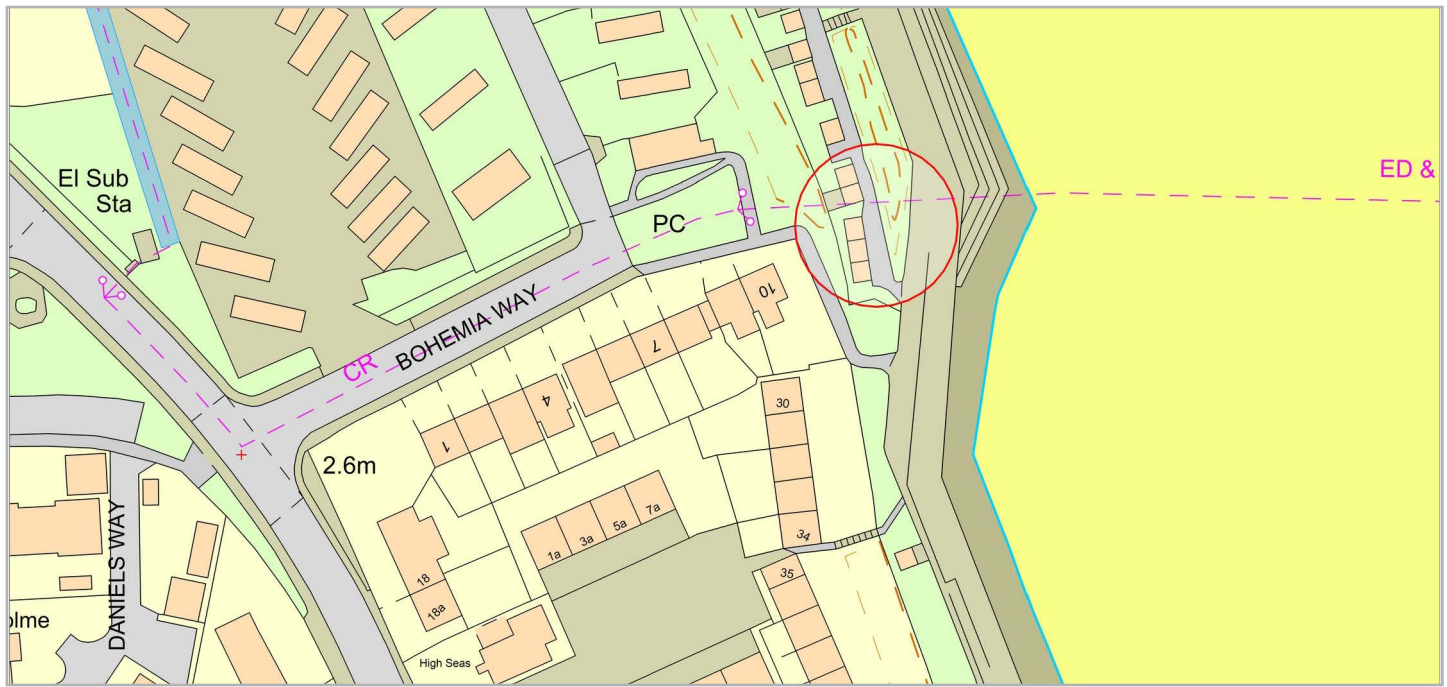 El Sub
Sta
ED &
PC
BOHEMIA WAY
CR
10
7
4
1
30
2.6m
7a
5a
3a
1a
34
35
18
18a
DANIELS WAY
olme
High Seas